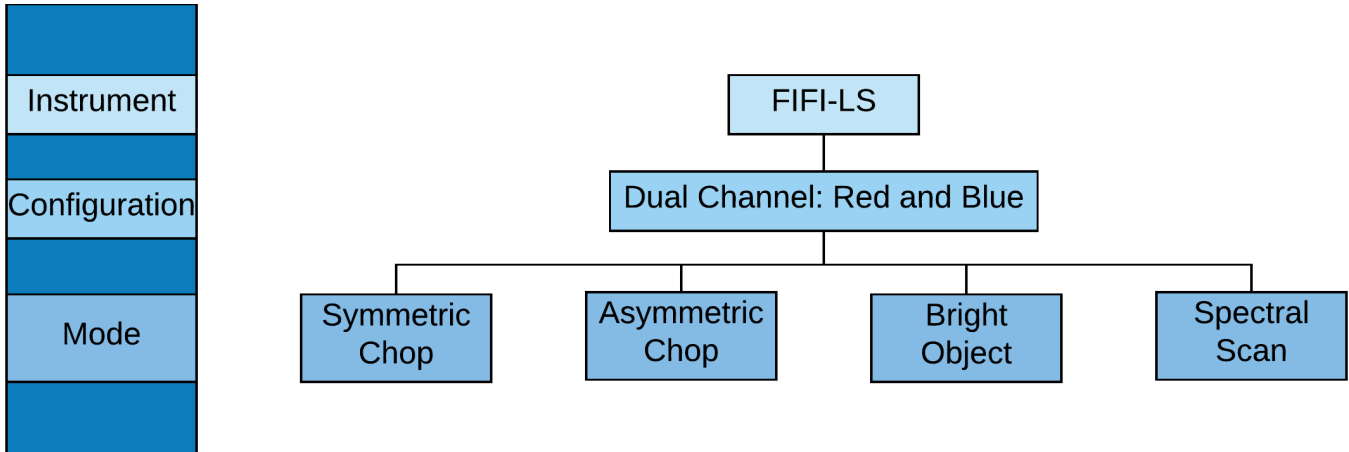 Instrument
Configuration
Mode
FIFI-LS
Dual Channel: Red and Blue
Symmetric
Chop
Asymmetric
Chop
Bright
Object
Spectral
Scan